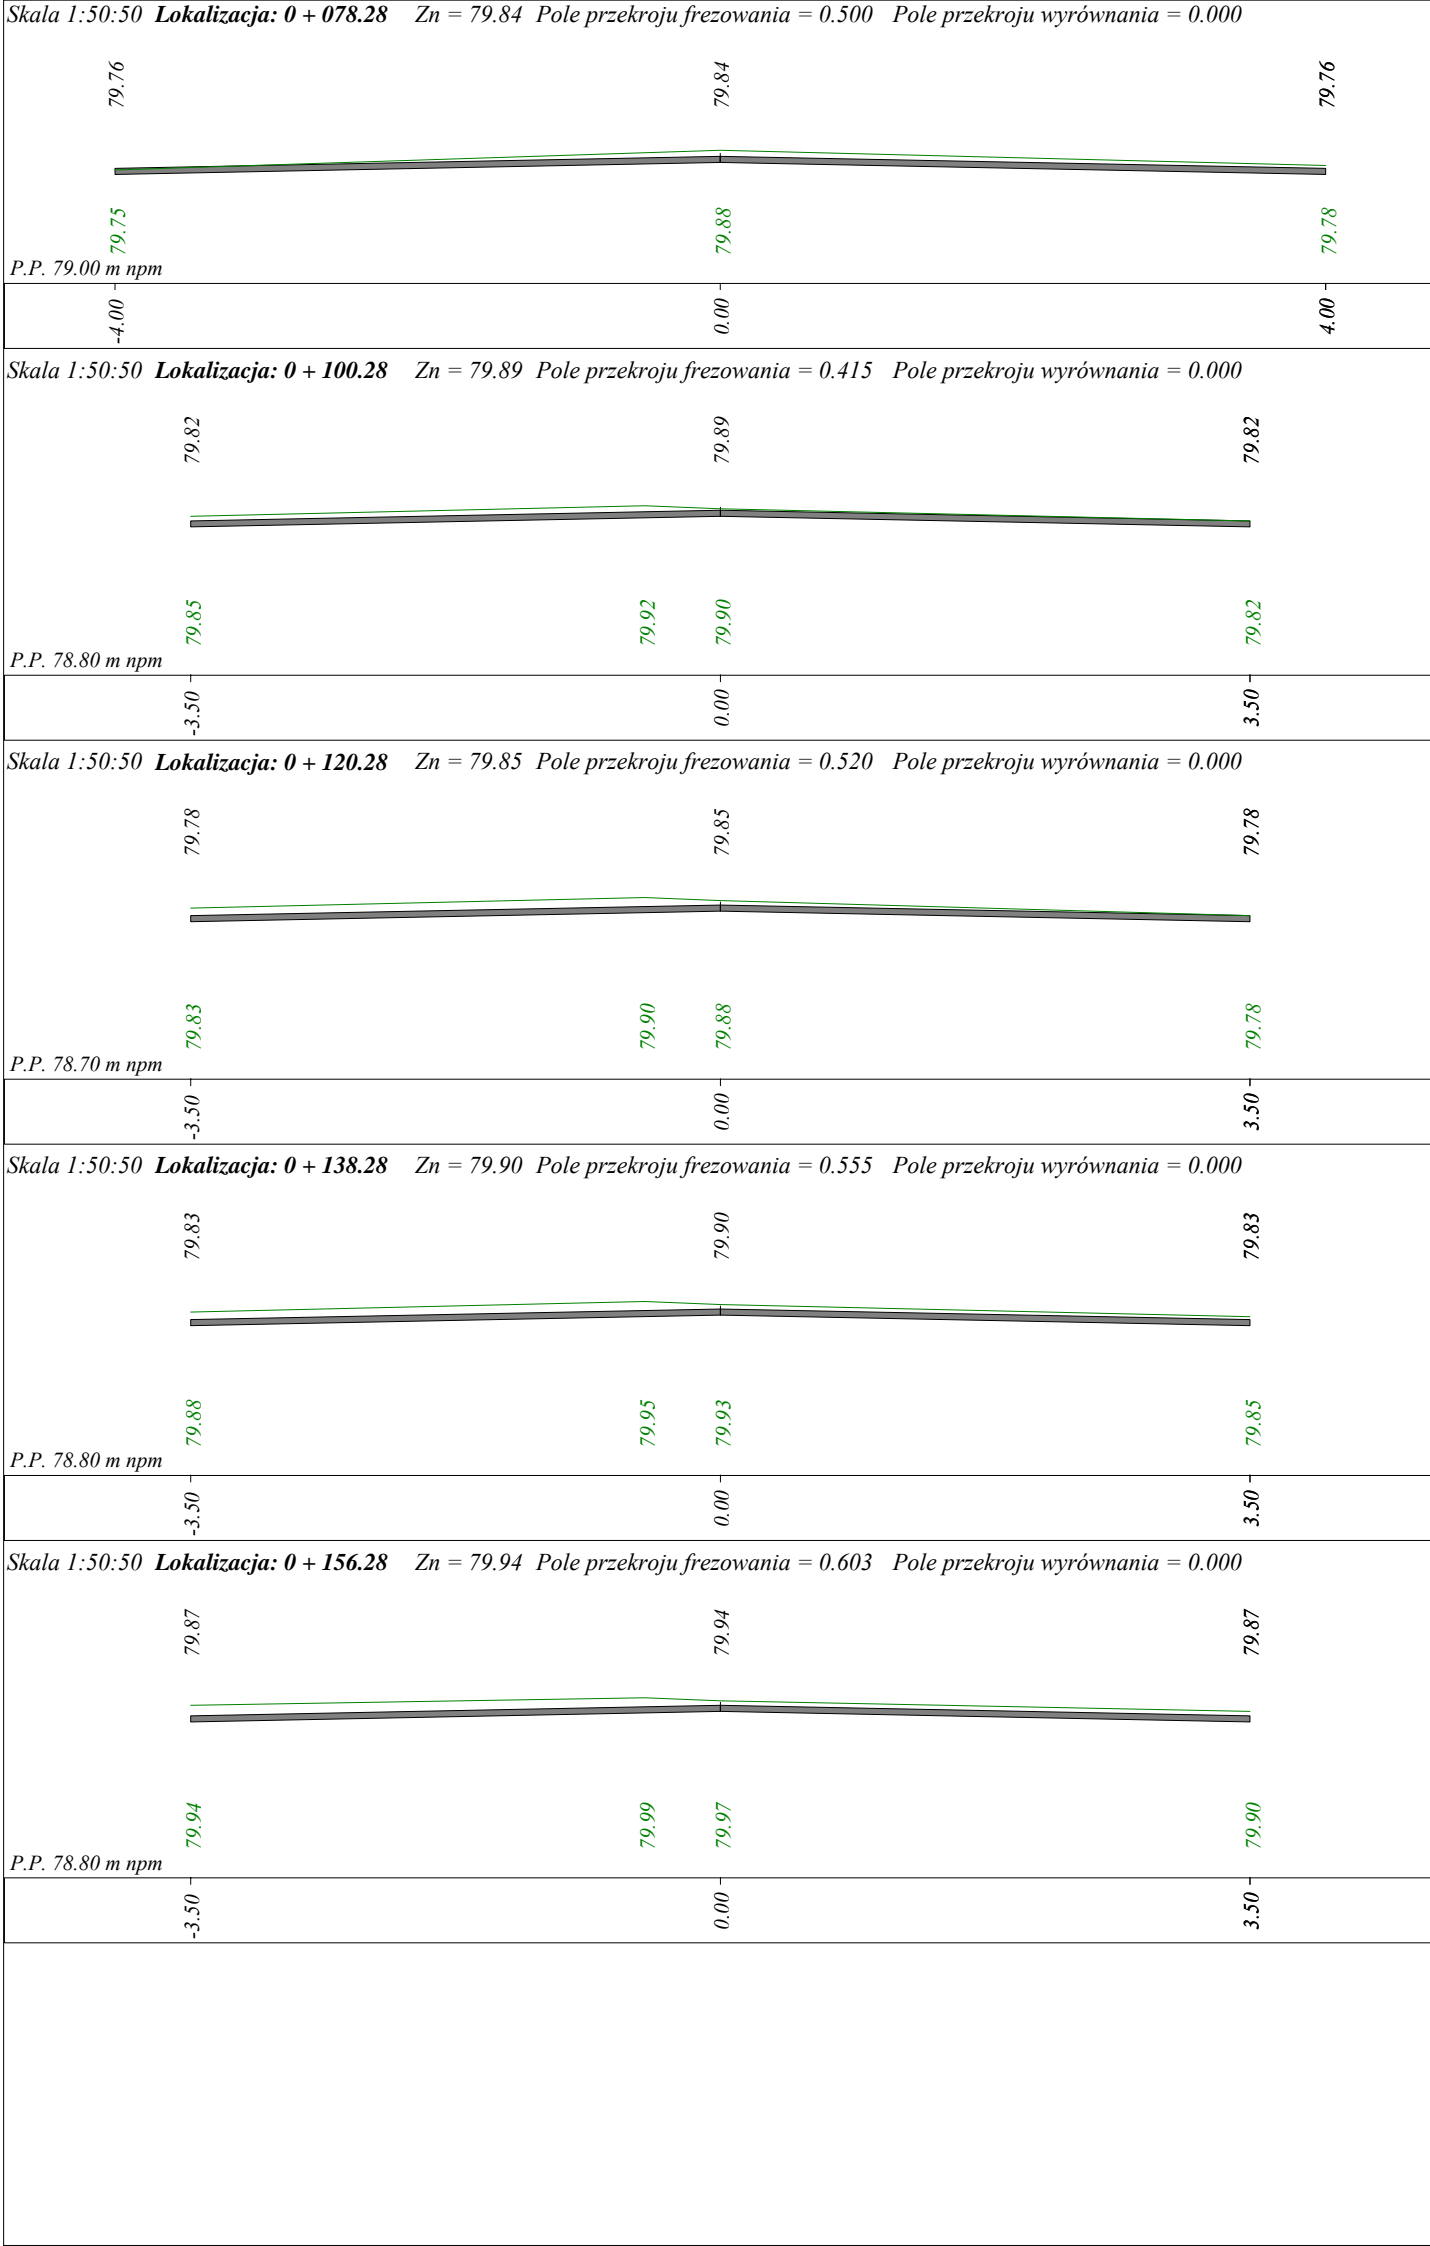 Skala 1:50:50 Lokalizacja: 0 + 078.28 Zn = 79.84 Pole przekroju frezowania = 0.500 Pole przekroju wyrównania = 0.000
79.76 79.84 79.76
79.75 79.88 79.78
P.P. 79.00 m npm
-4.00 0.00 4.00
Skala 1:50:50 Lokalizacja: 0 + 100.28 Zn = 79.89 Pole przekroju frezowania = 0.415 Pole przekroju wyrównania = 0.000
79.82 79.89 79.82
79.85 79.92 79.90 79.82
P.P. 78.80 m npm
-3.50 0.00 3.50
Skala 1:50:50 Lokalizacja: 0 + 120.28 Zn = 79.85 Pole przekroju frezowania = 0.520 Pole przekroju wyrównania = 0.000
79.78 79.85 79.78
79.83 79.90 79.88 79.78
P.P. 78.70 m npm
-3.50 0.00 3.50
Skala 1:50:50 Lokalizacja: 0 + 138.28 Zn = 79.90 Pole przekroju frezowania = 0.555 Pole przekroju wyrównania = 0.000
79.83 79.90 79.83
79.88 79.95 79.93 79.85
P.P. 78.80 m npm
-3.50 0.00 3.50
Skala 1:50:50 Lokalizacja: 0 + 156.28 Zn = 79.94 Pole przekroju frezowania = 0.603 Pole przekroju wyrównania = 0.000
79.87 79.94 79.87
79.94 79.99 79.97 79.90
P.P. 78.80 m npm
-3.50 0.00 3.50